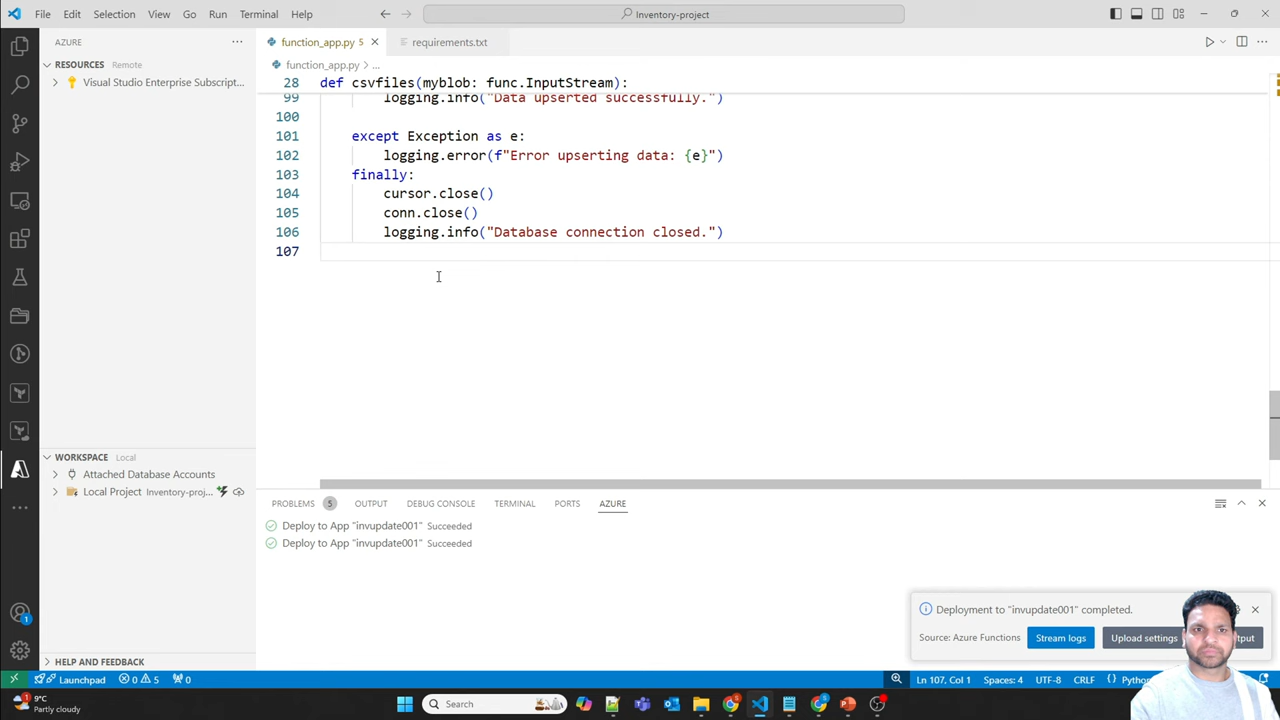 File Edit Selection View Go Run Terminal Help
Inventory-project
AZURE
RESOURCES Remote
Visual Studio Enterprise Subscript...
WORKSPACE Local
Attached Database Accounts
Local Project Inventory-proj...
HELP AND FEEDBACK
function_app.py 5
requirements.txt
function_app.py > ...
28 def csvfiles(myblob: func.InputStream):
99 logging.info("Data upserted successfully.")
100
101 except Exception as e:
102 logging.error(f"Error upserting data: {e}")
103 finally:
104 cursor.close()
105 conn.close()
106 logging.info("Database connection closed.")
107
PROBLEMS 5 OUTPUT DEBUG CONSOLE TERMINAL PORTS AZURE
Deploy to App "invupdate001" Succeeded
Deploy to App "invupdate001" Succeeded
Deployment to "invupdate001" completed.
Source: Azure Functions Stream logs Upload settings
1
Launchpad 0 5 0
Ln 107, Col 1 Spaces: 4 UTF-8 CRLF
9°C
Partly cloudy
Search